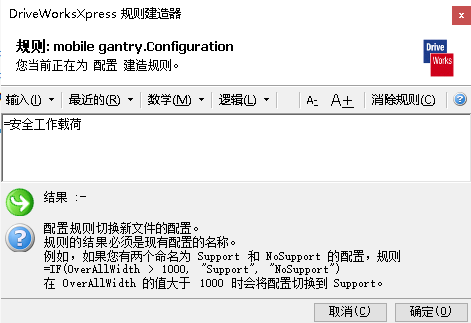 DriveWorksXpress 规则建造器
规则: mobile gantry.Configuration
您当前正在为 配置 建造规则。
Drive
Works
输入(I) 最近的(R) 数学(M) 逻辑(L) A- A+ 消除规则(C)
=安全工作载荷
结果 :-
配置规则切换新文件的配置。
规则的结果必须是现有配置的名称。
例如，如果您有两个命名为 Support 和 NoSupport 的配置，规则
=IF(OverAllWidth > 1000, "Support", "NoSupport")
在 OverAllWidth 的值大于 1000 时会将配置切换到 Support。
取消(C) 确定(O)